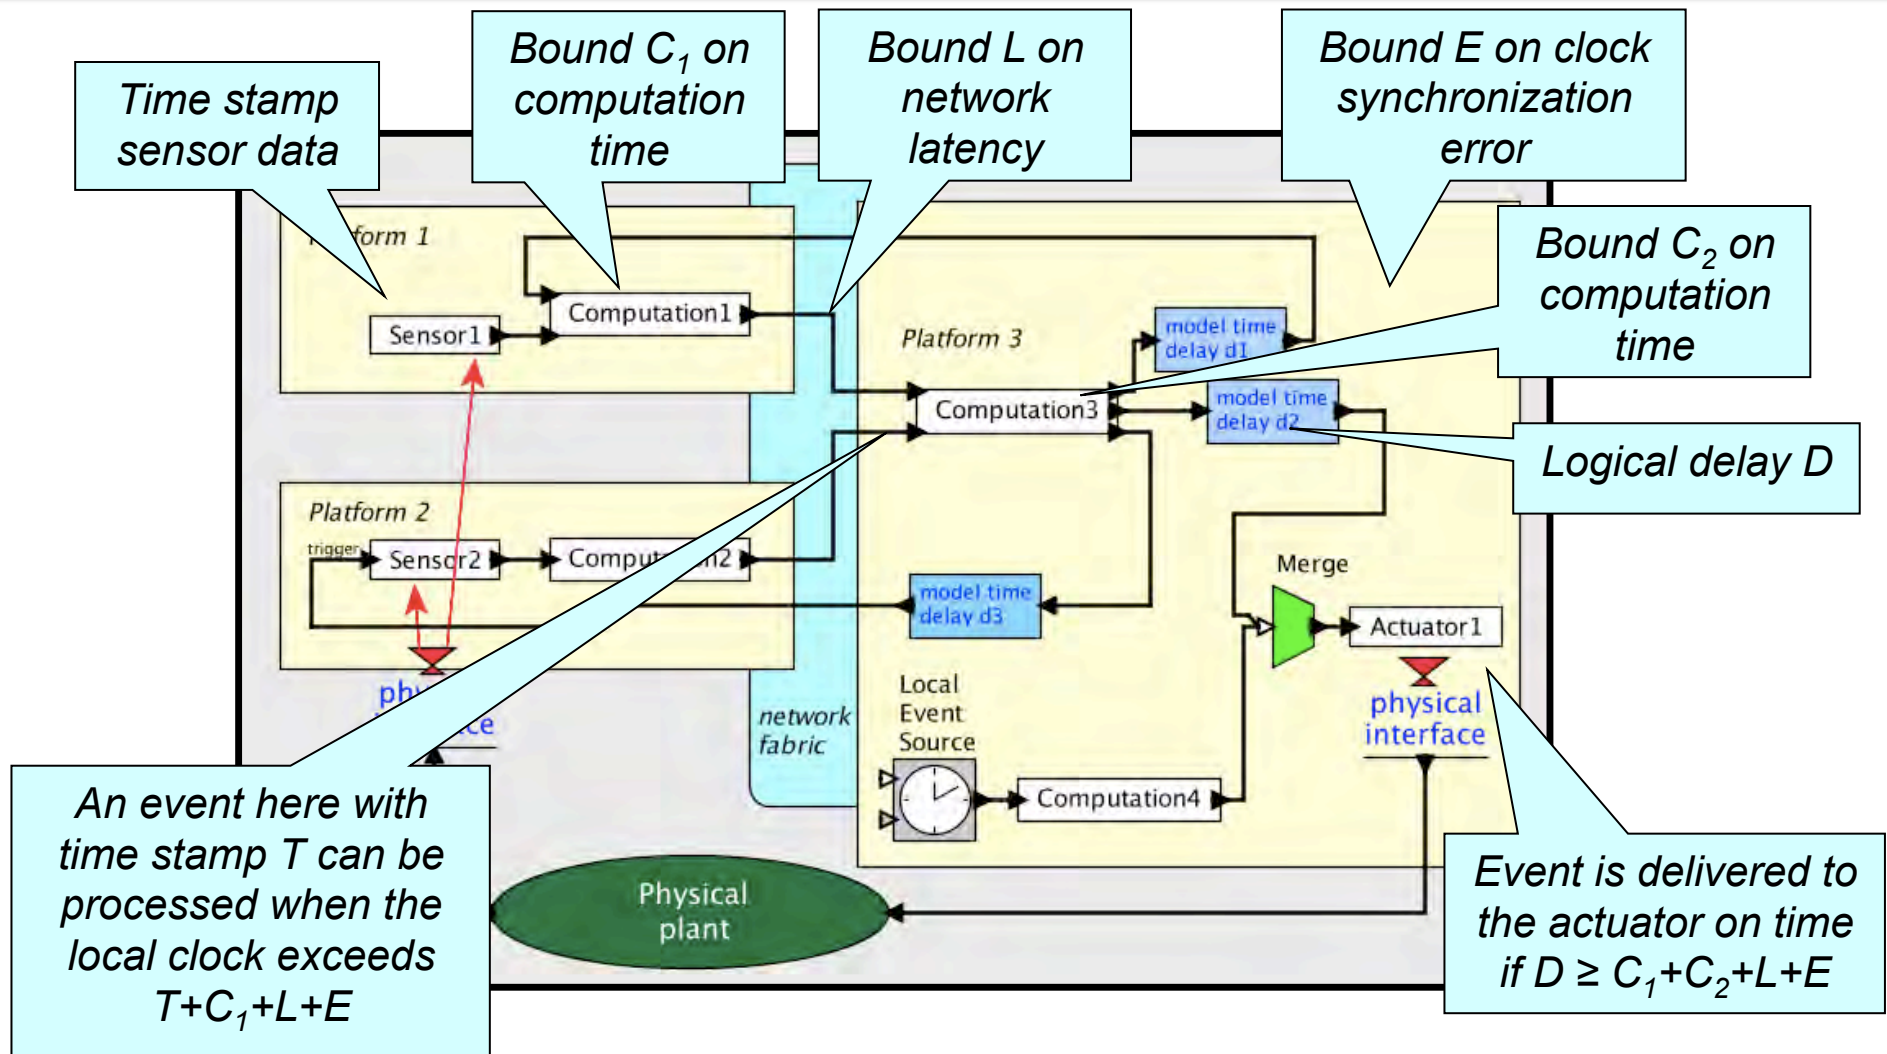 Time stamp
sensor data
Bound C₁ on
computation
time
Bound L on
network
latency
Bound E on clock
synchronization
error
Bound C₂ on
computation
time
Logical delay D
form 1
Sensor1
Computation1
Platform 2
trigger
Sensor2
network
fabric
Platform 3
Computation3
model time
delay d1
model time
delay d2
model time
delay d3
Merge
Actuator1
physical
interface
Local
Event
Source
Computation4
Physical
plant
An event here with
time stamp T can be
processed when the
local clock exceeds
T+C₁+L+E
Event is delivered to
the actuator on time
if D ≥ C₁+C₂+L+E